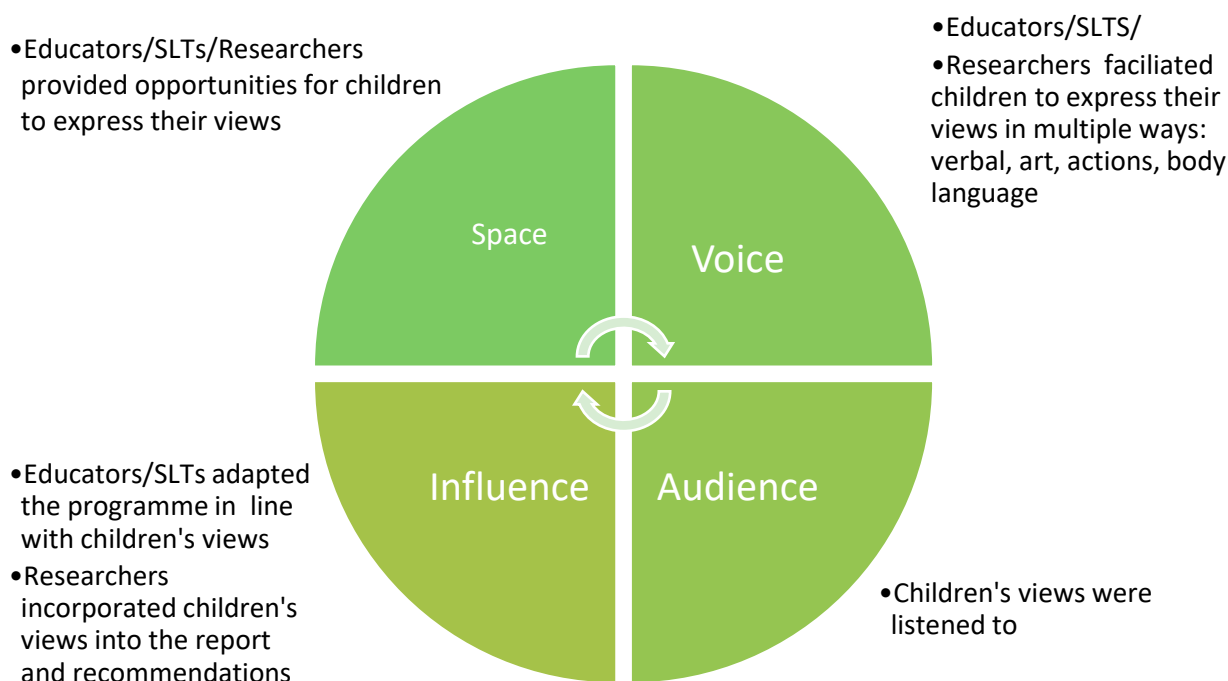 •Educators/SLTs/Researchers
provided opportunities for children
to express their views
•Educators/SLTS/
•Researchers faciliated
children to express their
views in multiple ways:
verbal, art, actions, body
language
Space
Voice
Influence
Audience
•Educators/SLTs adapted
the programme in line
with children's views
•Researchers
incorporated children's
views into the report
and recommendations
•Children's views were
listened to